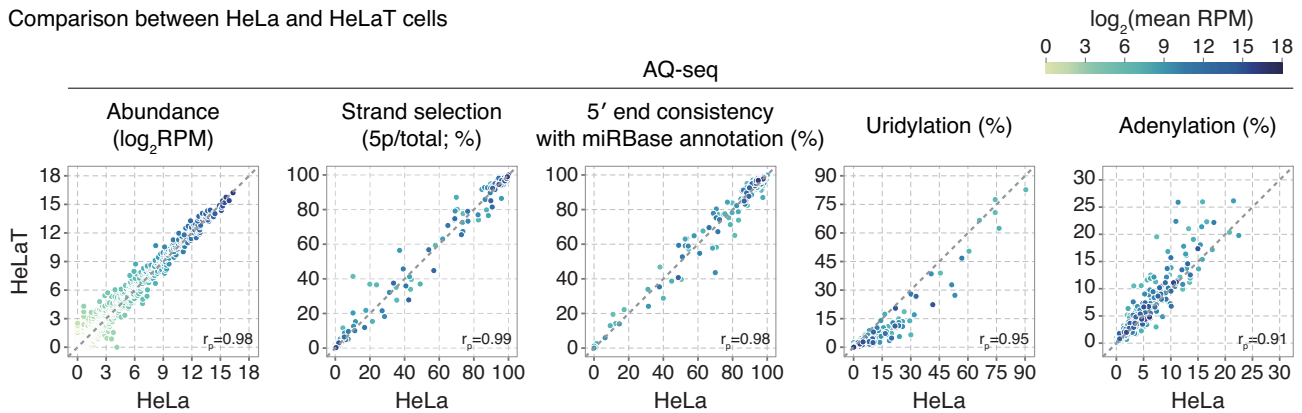 Comparison between HeLa and HeLaT cells
log2(mean RPM)
0 3 6 9 12 15 18
AQ-seq
Abundance
(log2RPM)
Strand selection
(5p/total; %)
5′ end consistency
with miRBase annotation (%)
Uridylation (%)
Adenylation (%)
HeLaT
18
15
12
9
6
3
0
rp=0.98
0 3 6 9 12 15 18
HeLa
100
80
60
40
20
0
rp=0.99
0 20 40 60 80 100
HeLa
100
80
60
40
20
0
rp=0.98
0 20 40 60 80 100
HeLa
90
75
60
45
30
15
0
rp=0.95
0 15 30 45 60 75 90
HeLa
30
25
20
15
10
5
0
rp=0.91
0 5 10 15 20 25 30
HeLa